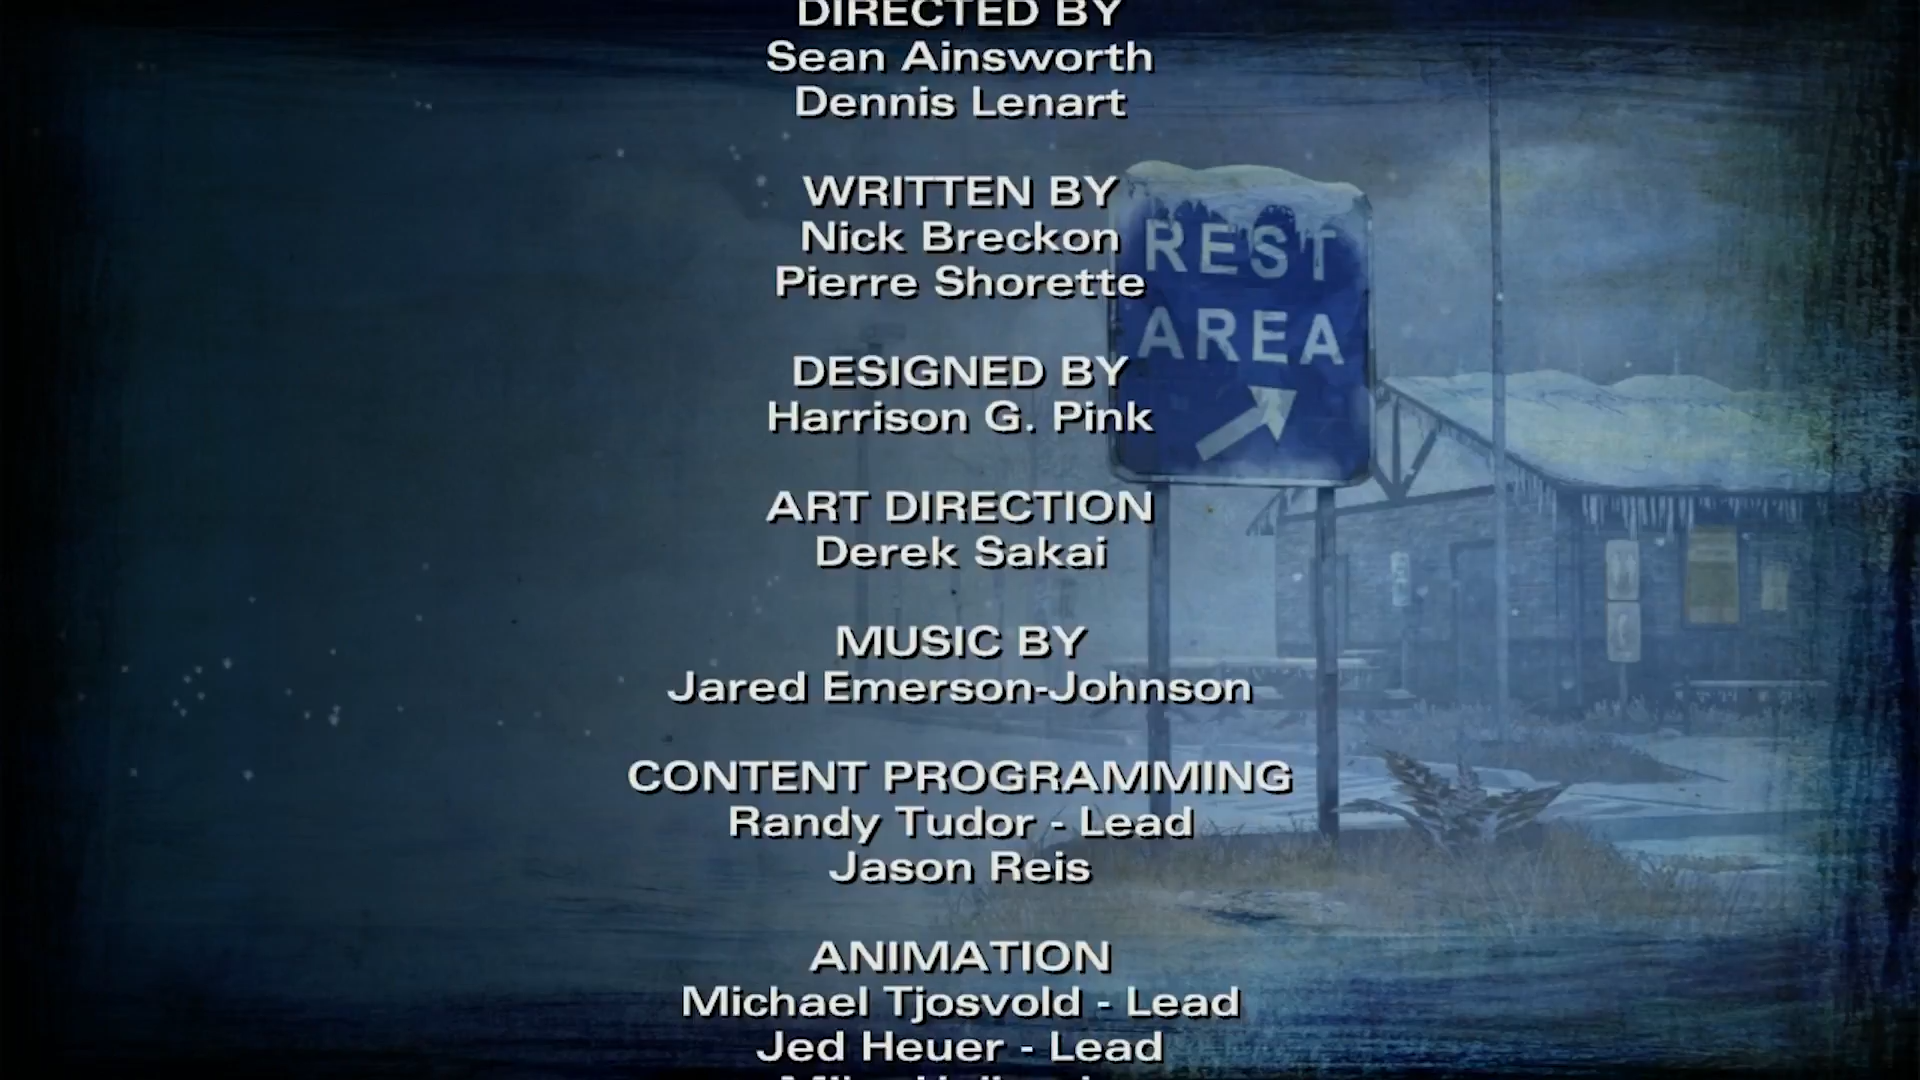 DIRECTED BY
Sean Ainsworth
Dennis Lenart
WRITTEN BY
Nick Breckon
Pierre Shorette
DESIGNED BY
Harrison G. Pink
ART DIRECTION
Derek Sakai
MUSIC BY
Jared Emerson-Johnson
CONTENT PROGRAMMING
Randy Tudor - Lead
Jason Reis
ANIMATION
Michael Tjosvold - Lead
Jed Heuer - Lead
REST
AREA